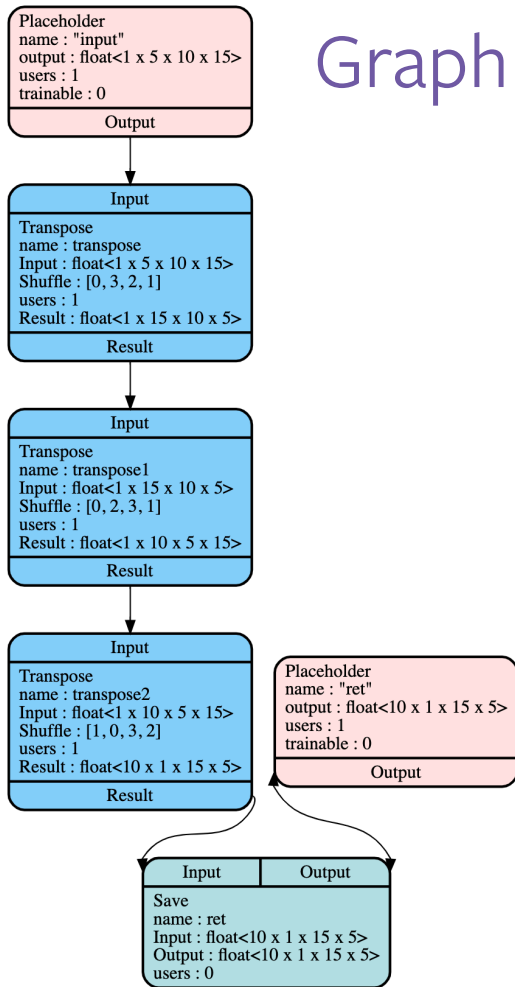 Graph
Placeholder
name : "input"
output : float<1 x 5 x 10 x 15>
users : 1
trainable : 0
Output
Input
Transpose
name : transpose
Input : float<1 x 5 x 10 x 15>
Shuffle : [0, 3, 2, 1]
users : 1
Result : float<1 x 15 x 10 x 5>
Result
Input
Transpose
name : transpose1
Input : float<1 x 15 x 10 x 5>
Shuffle : [0, 2, 3, 1]
users : 1
Result : float<1 x 10 x 5 x 15>
Result
Input
Transpose
name : transpose2
Input : float<1 x 10 x 5 x 15>
Shuffle : [1, 0, 3, 2]
users : 1
Result : float<10 x 1 x 15 x 5>
Result
Placeholder
name : "ret"
output : float<10 x 1 x 15 x 5>
users : 1
trainable : 0
Output
Input Output
Save
name : ret
Input : float<10 x 1 x 15 x 5>
Output : float<10 x 1 x 15 x 5>
users : 0